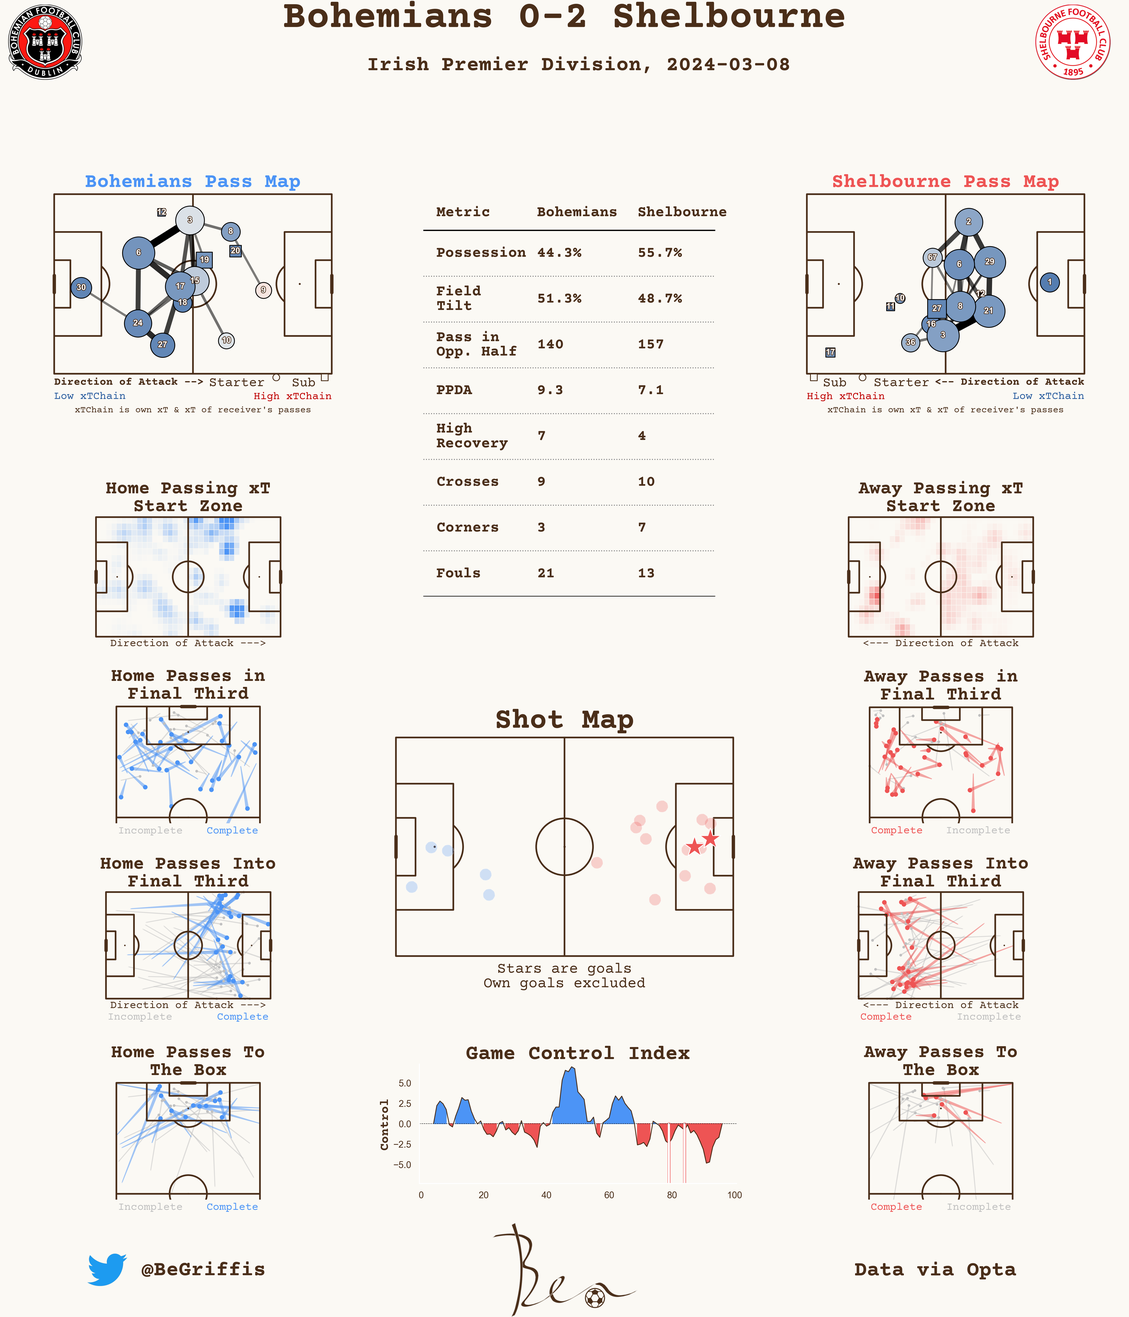 Bohemians 0-2 Shelbourne
Irish Premier Division, 2024-03-08
BOHEMIAN FOOTBALL CLUB
DUBLIN
SHELBOURNE FOOTBALL CLUB
1895
Bohemians Pass Map
12
3
8
20
6
19
15
17
30
9
18
24
27
10
Direction of Attack --> Starter Sub
Low xTChain High xTChain
xTChain is own xT & xT of receiver's passes
Metric Bohemians Shelbourne
Possession 44.3% 55.7%
Field
Tilt
51.3% 48.7%
Pass in
Opp. Half
140 157
PPDA 9.3 7.1
High
Recovery
7 4
Crosses 9 10
Corners 3 7
Fouls 21 13
Shelbourne Pass Map
2
67
6
29
1
10
11
27
8
21
16
3
36
17
Sub Starter <-- Direction of Attack
High xTChain Low xTChain
xTChain is own xT & xT of receiver's passes
Home Passing xT
Start Zone
Direction of Attack --->
Away Passing xT
Start Zone
<--- Direction of Attack
Home Passes in
Final Third
Incomplete Complete
Away Passes in
Final Third
Complete Incomplete
Shot Map
Stars are goals
Own goals excluded
Home Passes Into
Final Third
Direction of Attack --->
Incomplete Complete
Away Passes Into
Final Third
<--- Direction of Attack
Complete Incomplete
Home Passes To
The Box
Incomplete Complete
Game Control Index
Control
5.0
2.5
0.0
−2.5
−5.0
0 20 40 60 80 100
Away Passes To
The Box
Complete Incomplete
@BeGriffis
Ben
Data via Opta